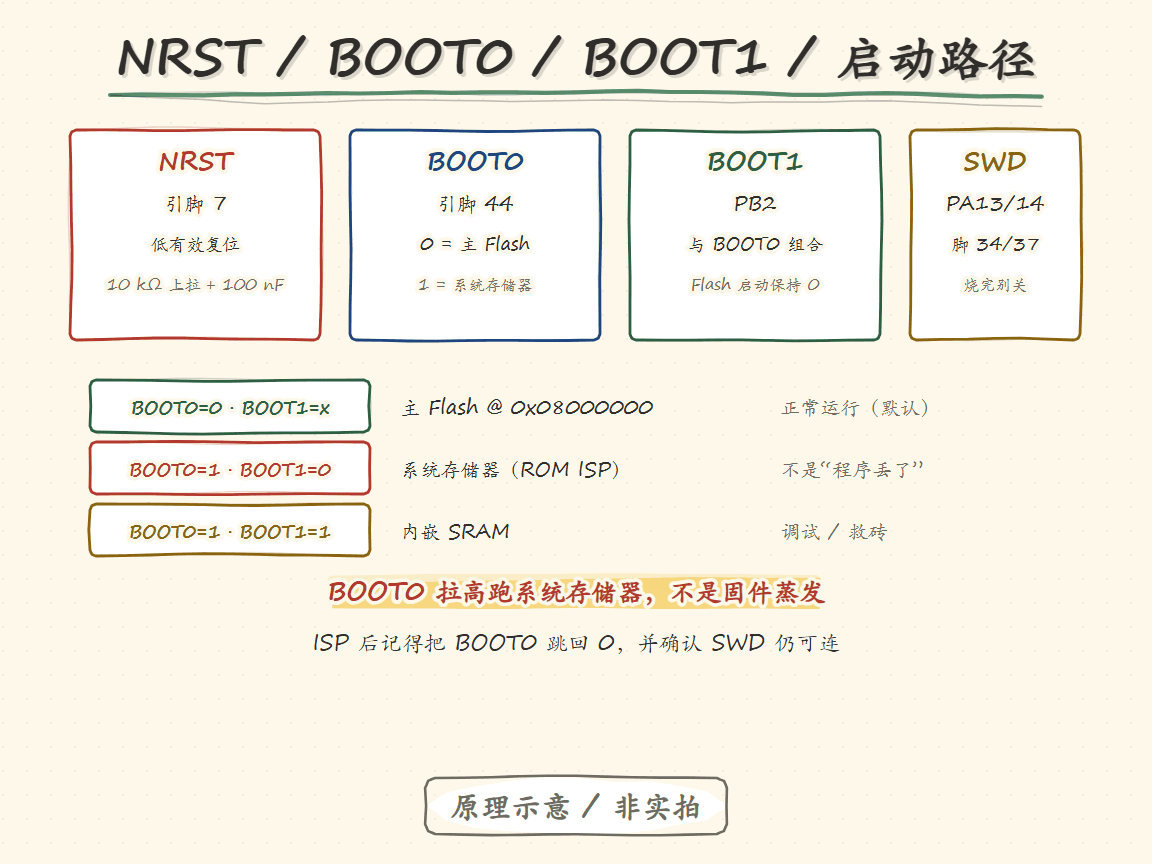 NRST / BOOT0 / BOOT1 / 启动路径
NRST
引脚 7
低有效复位
10 kΩ 上拉 + 100 nF
BOOT0
引脚 44
0 = 主 Flash
1 = 系统存储器
BOOT1
PB2
与 BOOT0 组合
Flash 启动保持 0
SWD
PA13/14
脚 34/37
烧完别关
BOOT0=0 · BOOT1=x
主 Flash @ 0x08000000
正常运行（默认）
BOOT0=1 · BOOT1=0
系统存储器（ROM ISP）
不是“程序丢了”
BOOT0=1 · BOOT1=1
内嵌 SRAM
调试 / 救砖
BOOT0 拉高跑系统存储器，不是固件蒸发
ISP 后记得把 BOOT0 跳回 0，并确认 SWD 仍可连
原理示意 / 非实拍